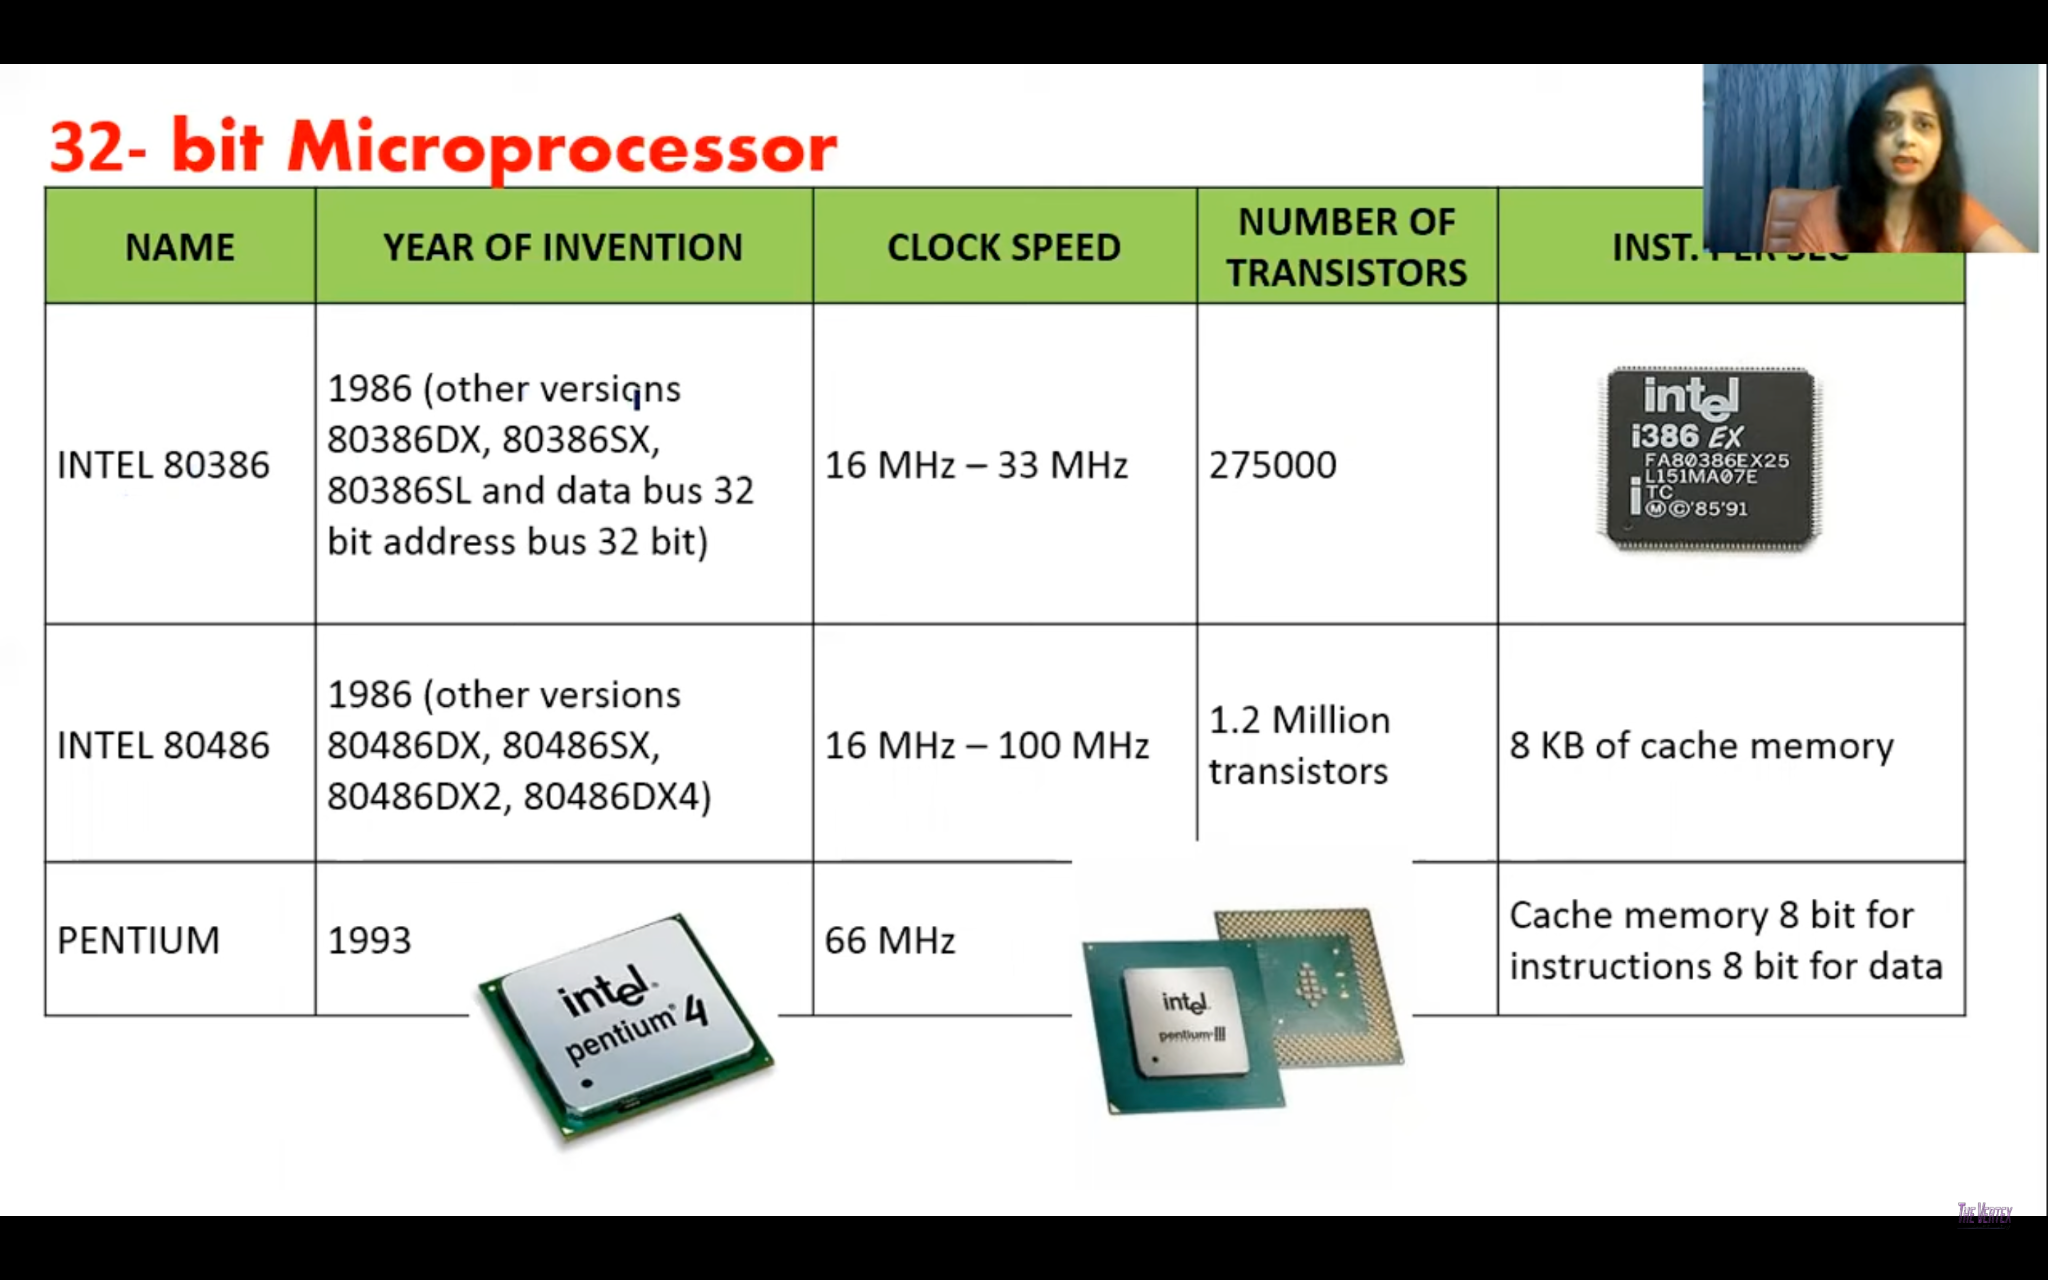 32- bit Microprocessor
NAME
YEAR OF INVENTION
CLOCK SPEED
NUMBER OF
TRANSISTORS
INST. PER SEC
INTEL 80386
1986 (other versions
80386DX, 80386SX,
80386SL and data bus 32
bit address bus 32 bit)
16 MHz – 33 MHz
275000
intel
i386 EX
FA80386EX25
L151MA07E
i TC
Ⓜ©'85'91
INTEL 80486
1986 (other versions
80486DX, 80486SX,
80486DX2, 80486DX4)
16 MHz – 100 MHz
1.2 Million
transistors
8 KB of cache memory
PENTIUM
1993
66 MHz
Cache memory 8 bit for
instructions 8 bit for data
intel
pentium® 4
intel
pentium III
THE VERTEX